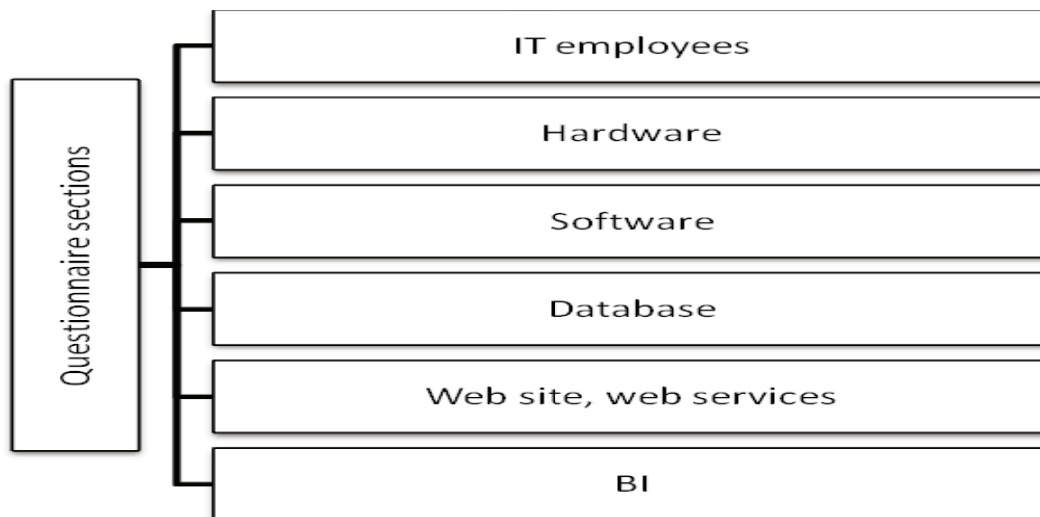 Questionnaire sections
IT employees
Hardware
Software
Database
Web site, web services
BI